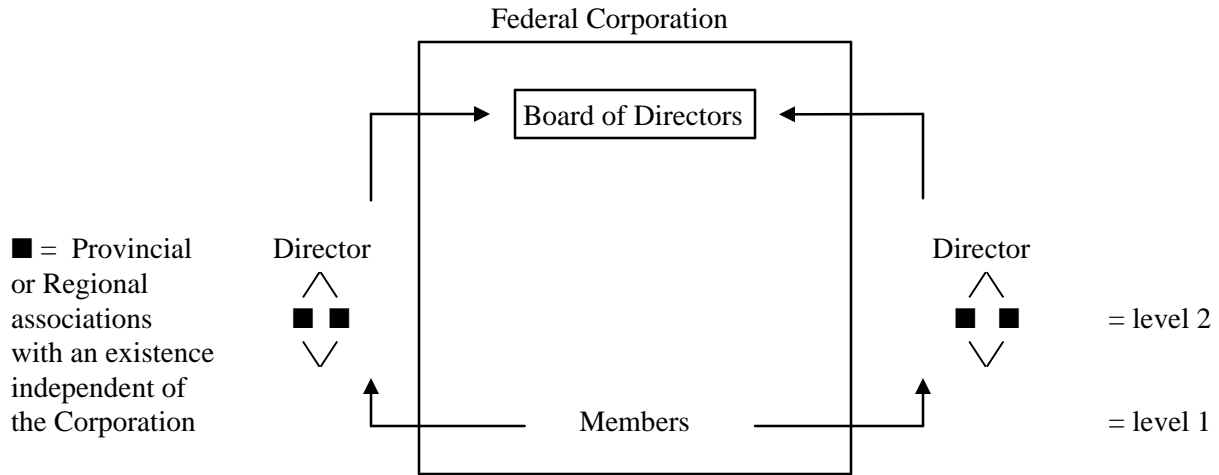 Federal Corporation
Board of Directors
■ = Provincial
or Regional
associations
with an existence
independent of
the Corporation
Director
Director
■ ■
■ ■
= level 2
Members
= level 1